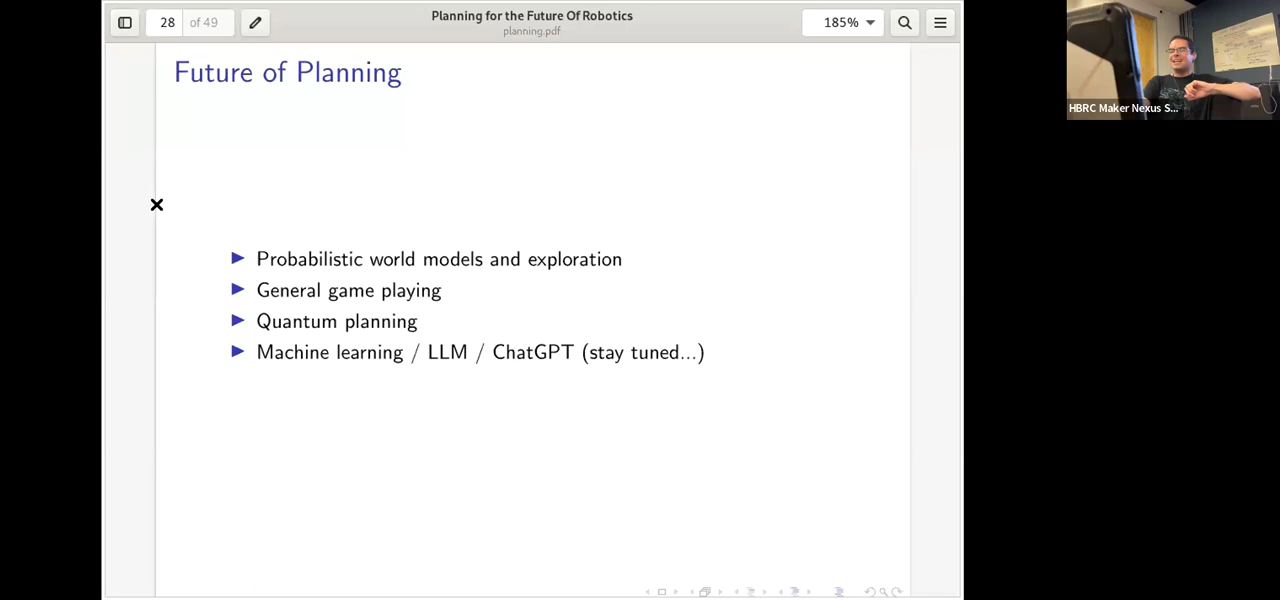 28 of 49
Planning for the Future Of Robotics
planning.pdf
185%
Future of Planning
Probabilistic world models and exploration
General game playing
Quantum planning
Machine learning / LLM / ChatGPT (stay tuned...)
HBRC Maker Nexus S...